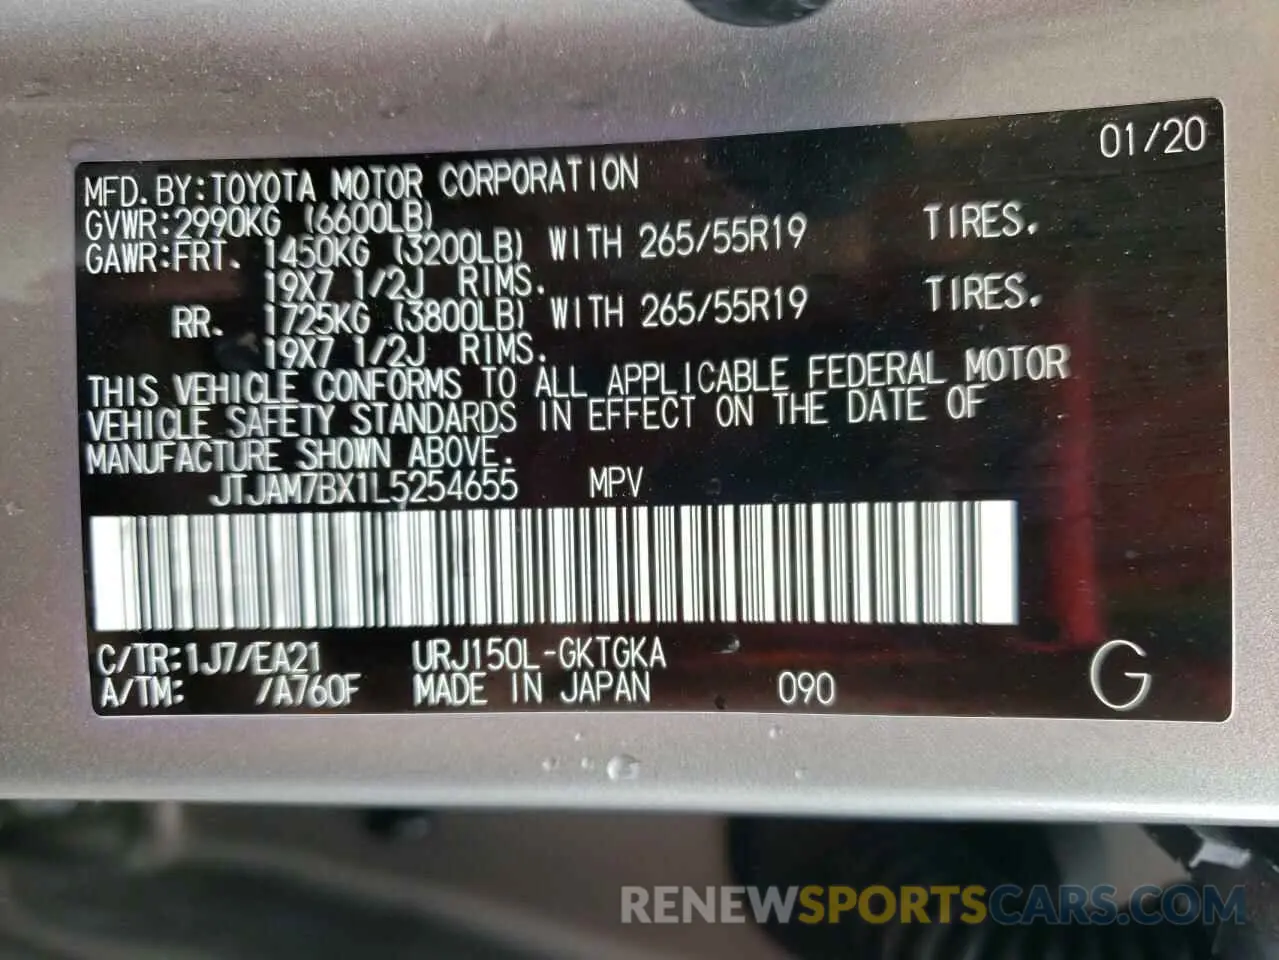 01/20
MFD. BY:TOYOTA MOTOR CORPORATION
GVWR:2990KG (6600LB)
GAWR:FRT. 1450KG (3200LB) WITH 265/55R19 TIRES.
19X7 1/2J RIMS.
RR. 1725KG (3800LB) WITH 265/55R19 TIRES.
19X7 1/2J RIMS.
THIS VEHICLE CONFORMS TO ALL APPLICABLE FEDERAL MOTOR
VEHICLE SAFETY STANDARDS IN EFFECT ON THE DATE OF
MANUFACTURE SHOWN ABOVE.
JTJAM7BX1L5254655 MPV
C/TR:1J7/EA21 URJ150L-GKTGKA
A/TM: /A760F MADE IN JAPAN 090 G
RENEWSPORTSCARS.COM